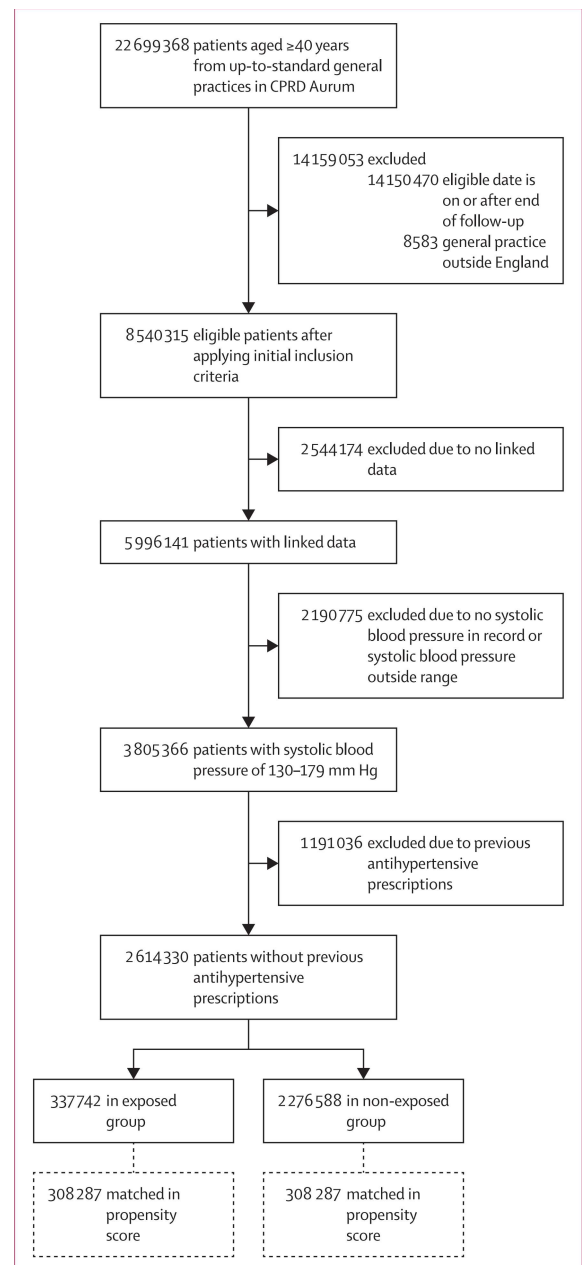 22 699 368 patients aged ≥40 years
from up-to-standard general
practices in CPRD Aurum
14 159 053 excluded
14 150 470 eligible date is
on or after end
of follow-up
8583 general practice
outside England
8 540 315 eligible patients after
applying initial inclusion
criteria
2 544 174 excluded due to no linked
data
5 996 141 patients with linked data
2 190 775 excluded due to no systolic
blood pressure in record or
systolic blood pressure
outside range
3 805 366 patients with systolic blood
pressure of 130–179 mm Hg
1 191 036 excluded due to previous
antihypertensive
prescriptions
2 614 330 patients without previous
antihypertensive
prescriptions
337 742 in exposed
group
2 276 588 in non-exposed
group
308 287 matched in
propensity
score
308 287 matched in
propensity
score